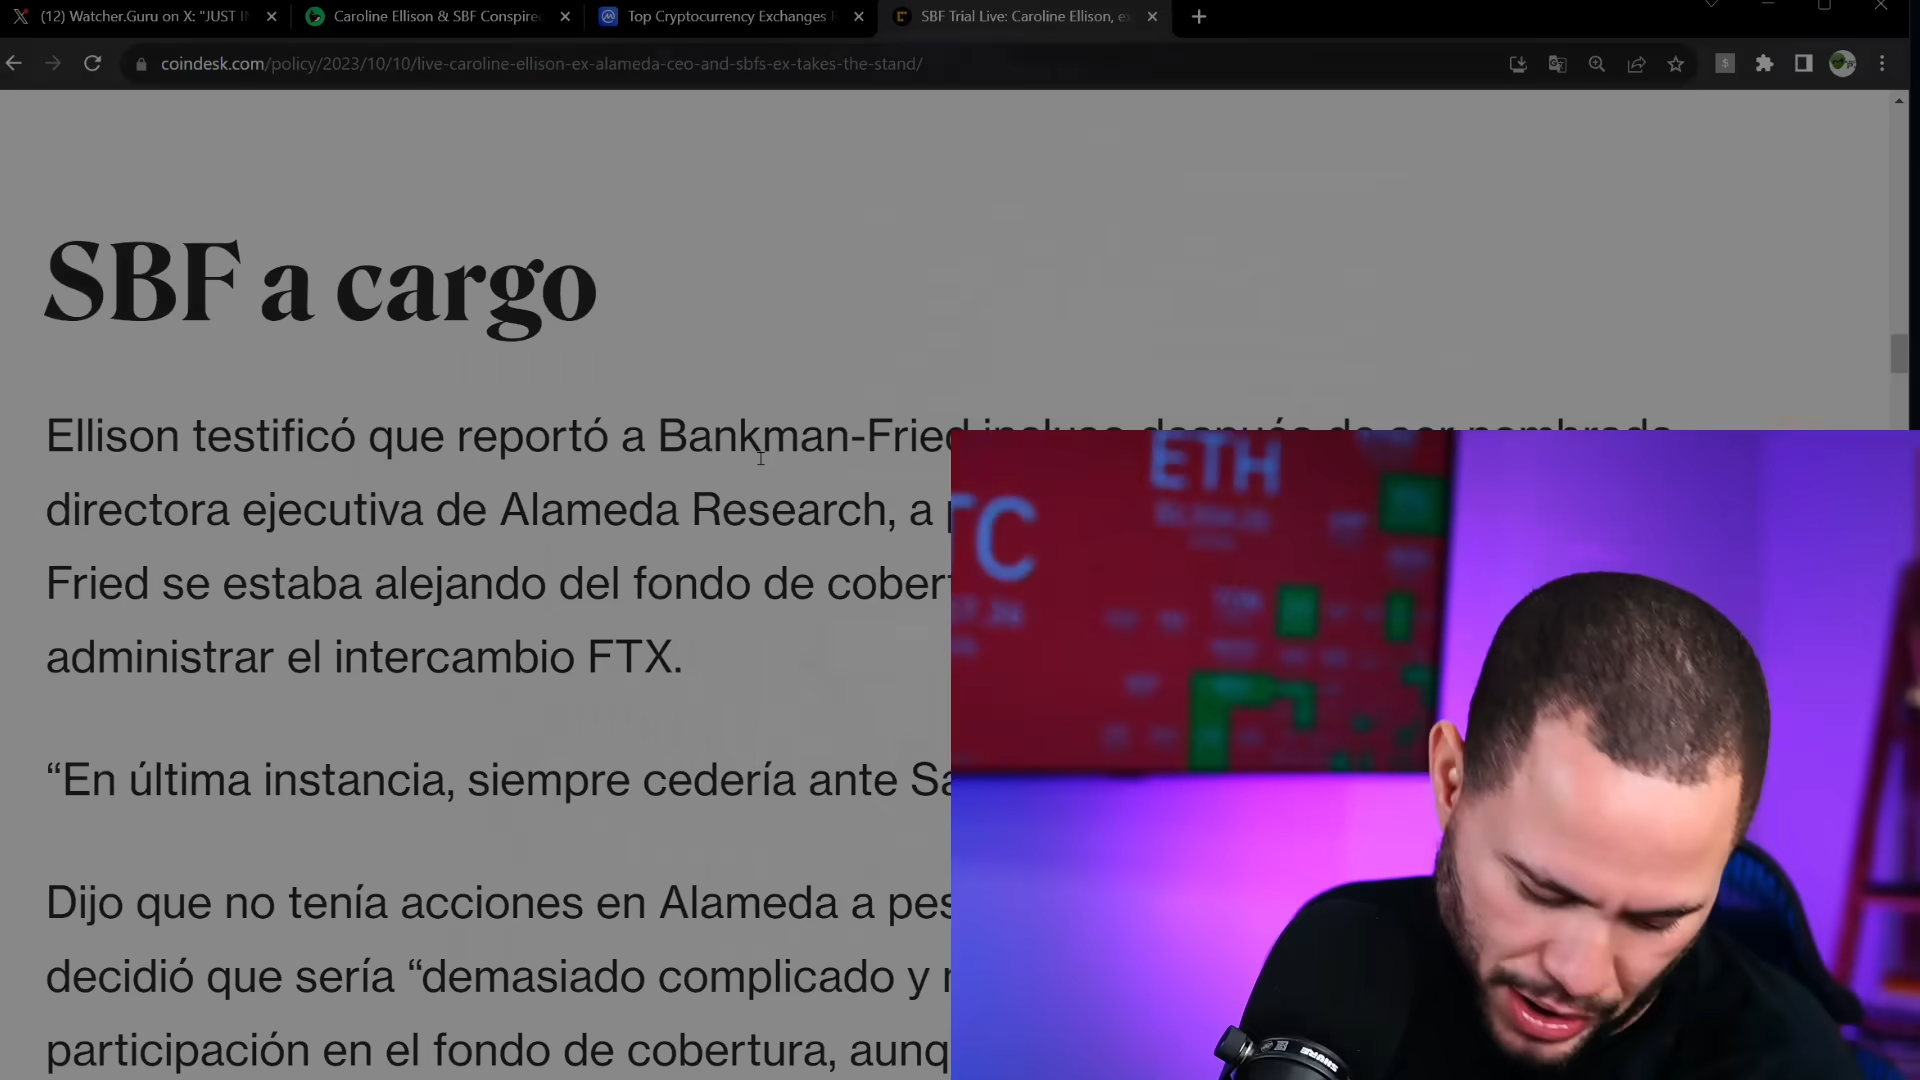 (12) Watcher.Guru on X: "JUST I
Caroline Ellison & SBF Conspire
Top Cryptocurrency Exchanges
SBF Trial Live: Caroline Ellison, e
coindesk.com/policy/2023/10/10/live-caroline-ellison-ex-alameda-ceo-and-sbfs-ex-takes-the-stand/
SBF a cargo
Ellison testificó que reportó a Bankman-Fried incluso después de ser nombrada
directora ejecutiva de Alameda Research, a
Fried se estaba alejando del fondo de cober
administrar el intercambio FTX.
“En última instancia, siempre cedería ante Sa
Dijo que no tenía acciones en Alameda a pes
decidió que sería “demasiado complicado y
participación en el fondo de cobertura, aunq
ETH
TC
SHURE